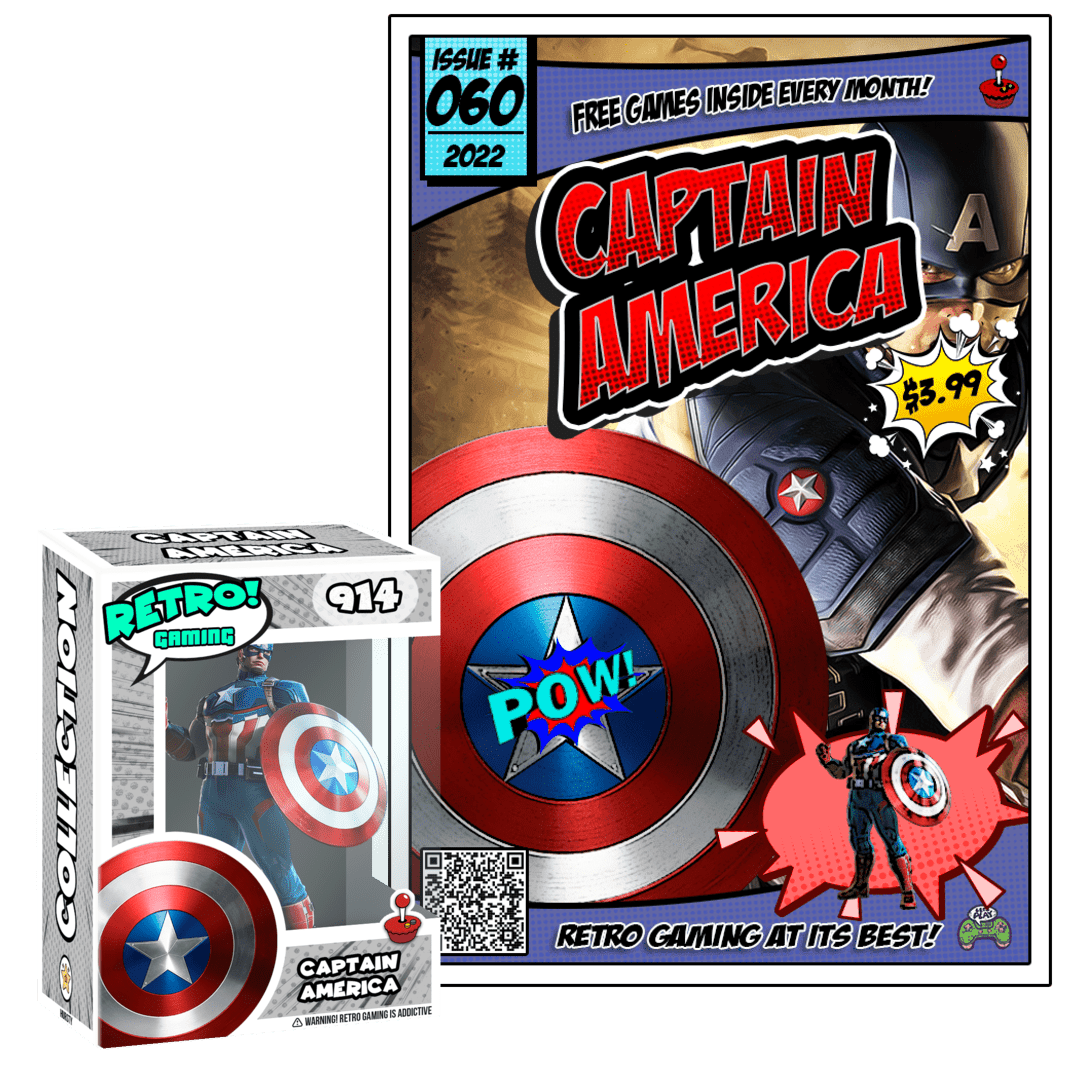 ISSUE #
060
2022
FREE GAMES INSIDE EVERY MONTH!
CAPTAIN
AMERICA
$3.99
POW!
RETRO GAMING AT ITS BEST!
PLAY
CAPTAIN
AMERICA
RETRO!
GAMING
914
COLLECTION
CAPTAIN
AMERICA
WARNING! RETRO GAMING IS ADDICTIVE
A